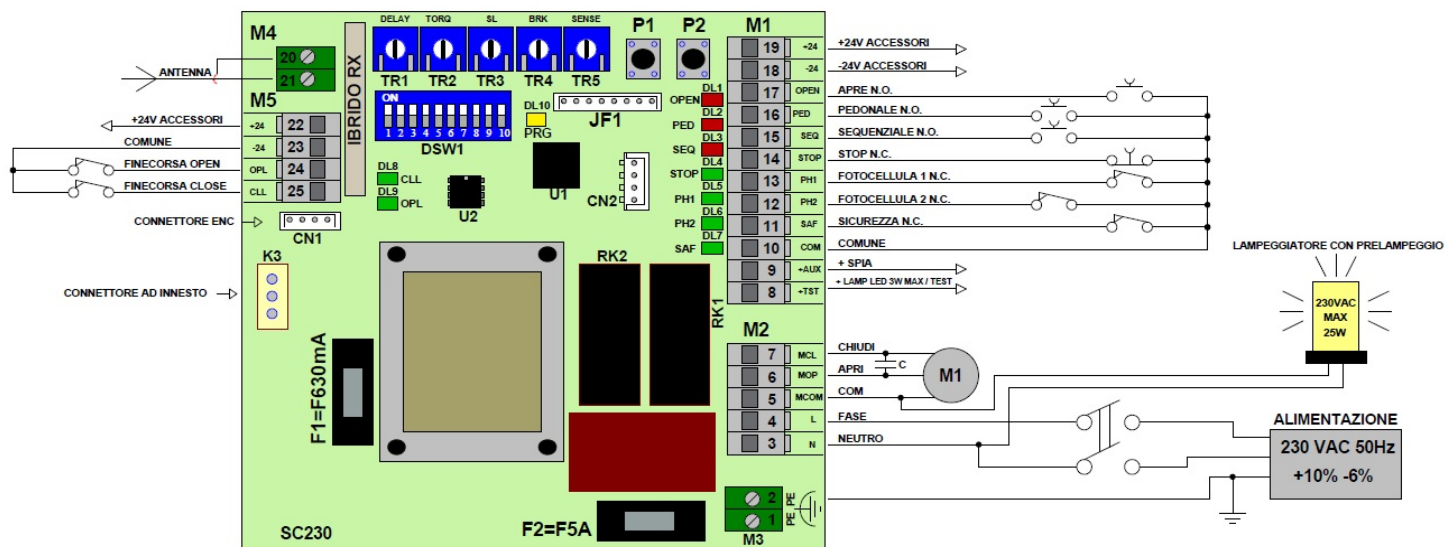 M4
20
21
ANTENNA
M5
+24V ACCESSORI
+24
22
COMUNE
-24
23
FINECORSA OPEN
OPL
24
FINECORSA CLOSE
CLL
25
CONNETTORE ENC
CN1
K3
CONNETTORE AD INNESTO
IBRIDO RX
DELAY TORQ SL BRK SENSE
TR1 TR2 TR3 TR4 TR5
P1 P2
ON
1 2 3 4 5 6 7 8 9 10
DSW1
DL10
PRG
JF1
DL8
CLL
DL9
OPL
U2
U1
CN2
DL1
OPEN
DL2
PED
DL3
SEQ
DL4
STOP
DL5
PH1
DL6
PH2
DL7
SAF
RK2
RK1
F1=F630mA
F2=F5A
SC230
M1
19 +24 +24V ACCESSORI
18 -24 -24V ACCESSORI
17 OPEN APRE N.O.
16 PED PEDONALE N.O.
15 SEQ SEQUENZIALE N.O.
14 STOP STOP N.C.
13 PH1 FOTOCELLULA 1 N.C.
12 PH2 FOTOCELLULA 2 N.C.
11 SAF SICUREZZA N.C.
10 COM COMUNE
9 +AUX + SPIA
8 +TST + LAMP LED 3W MAX / TEST
M2
7 MCL CHIUDI
6 MOP APRI
5 MCOM COM
4 L FASE
3 N NEUTRO
C
M1
2 PE
1 PE
M3
LAMPEGGIATORE CON PRELAMPEGGIO
230VAC
MAX
25W
ALIMENTAZIONE
230 VAC 50Hz
+10% -6%